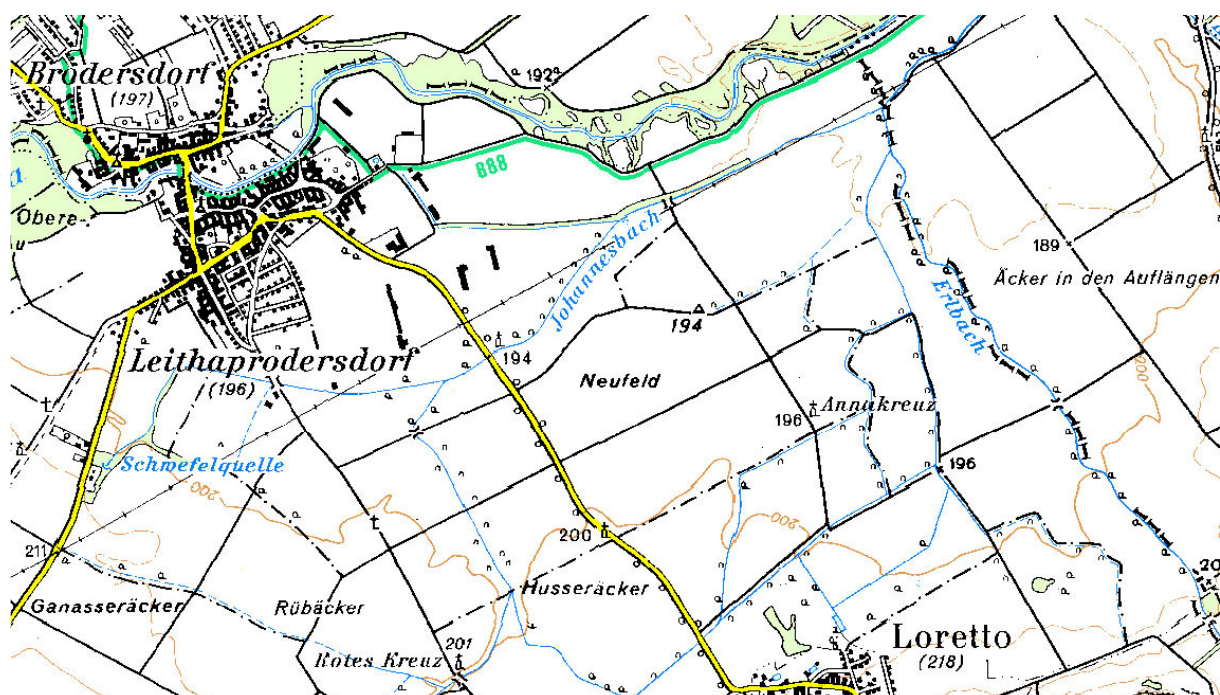 Brodersdorf
(197)
192
888
a
Obere
u
189
Äcker in den Auflängen
Johannesbach
Erlbach
194
Leithaprodersdorf
(196)
194
Neufeld
200
196
Annakreuz
Schwefelquelle
196
200
200
200
211
Ganasseräcker
Rübäcker
Husseräcker
20
201
Rotes Kreuz
Loretto
(218)